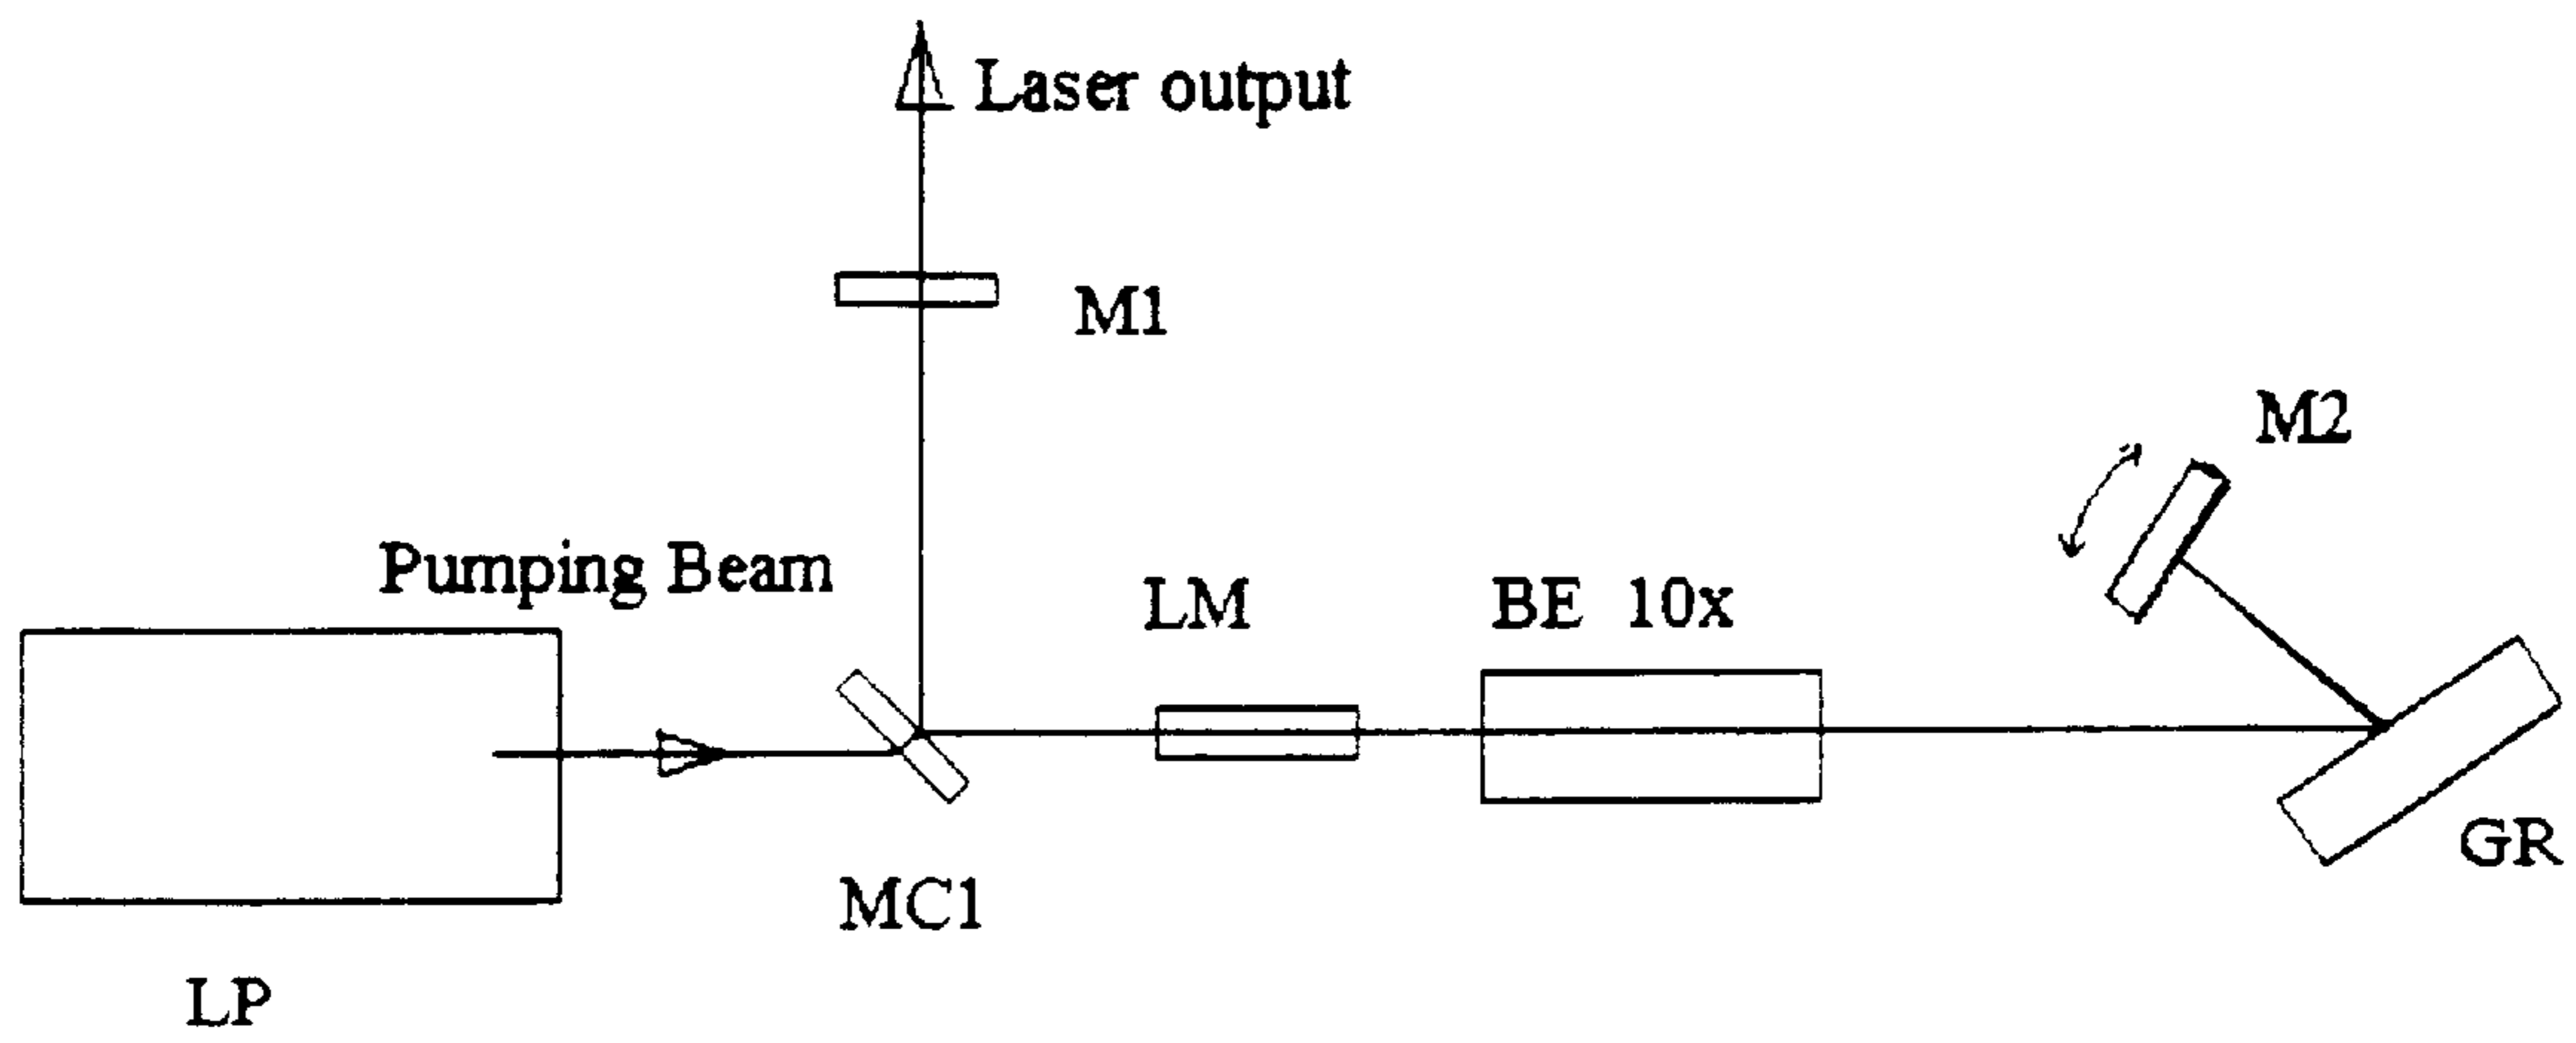 Laser output
M1
M2
Pumping Beam
LM
BE 10x
GR
MC1
LP